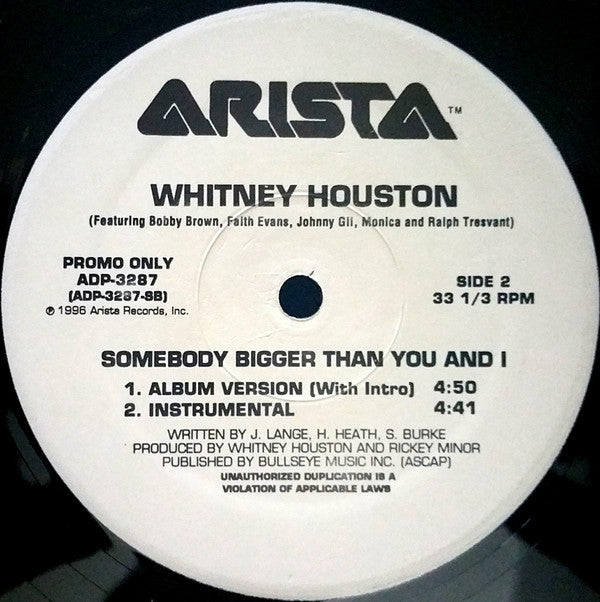 ARISTA™
WHITNEY HOUSTON
(Featuring Bobby Brown, Faith Evans, Johnny Gil, Monica and Ralph Tresvant)
PROMO ONLY
ADP-3287
(ADP-3287-SB)
℗ 1996 Arista Records, Inc.
SIDE 2
33 1/3 RPM
SOMEBODY BIGGER THAN YOU AND I
1. ALBUM VERSION (With Intro) 4:50
2. INSTRUMENTAL 4:41
WRITTEN BY J. LANGE, H. HEATH, S. BURKE
PRODUCED BY WHITNEY HOUSTON AND RICKEY MINOR
PUBLISHED BY BULLSEYE MUSIC INC. (ASCAP)
UNAUTHORIZED DUPLICATION IS A
VIOLATION OF APPLICABLE LAWS